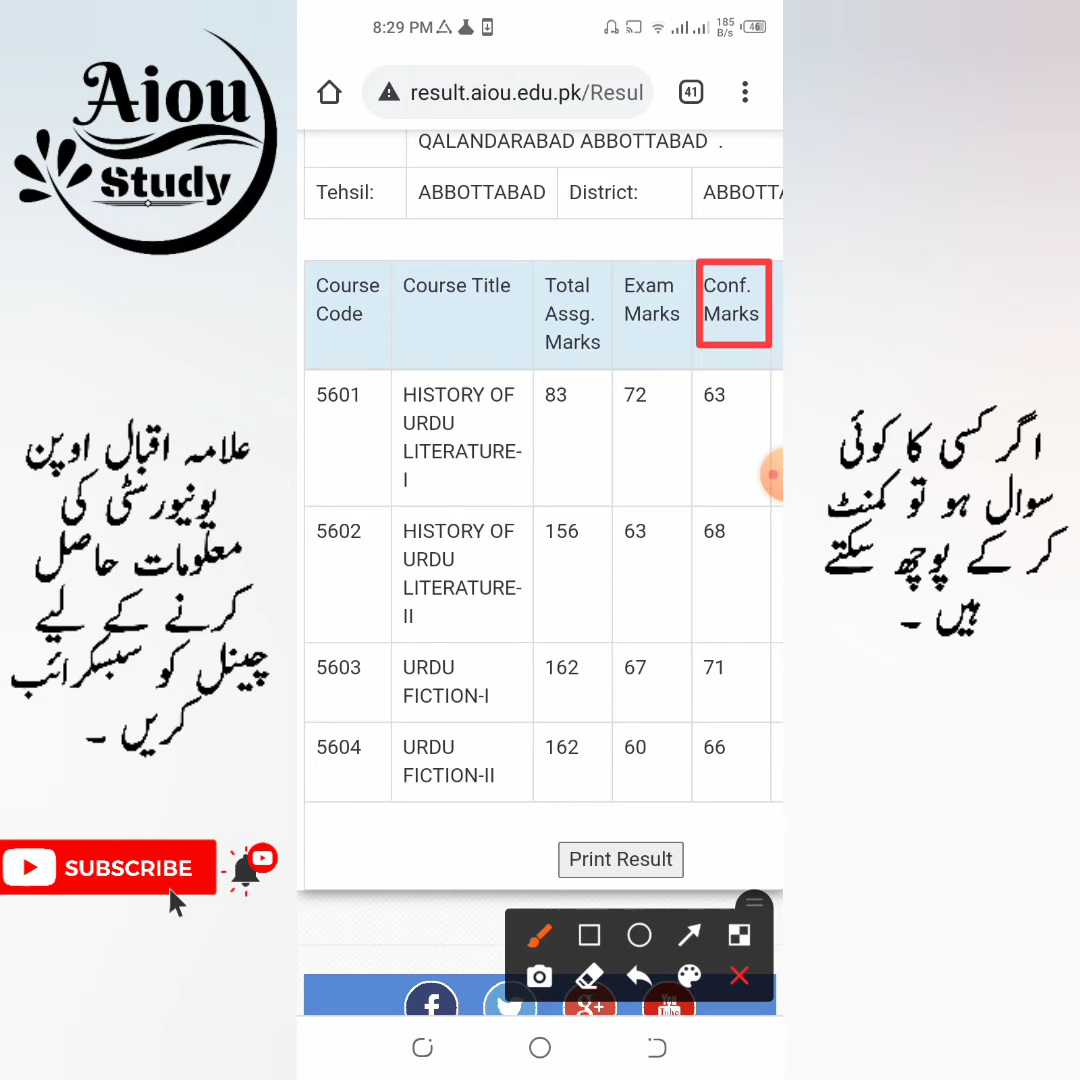 Aiou
Study
علامہ اقبال اوپن
یونیورسٹی کی
معلومات حاصل
کرنے کے لیے
چینل کو سبسکرائب
کریں ۔
SUBSCRIBE
8:29 PM
185
B/s
46
result.aiou.edu.pk/Resul
41
QALANDARABAD ABBOTTABAD .
Tehsil: ABBOTTABAD District: ABBOTTA
Course Code Course Title Total Assg. Marks Exam Marks Conf. Marks
5601 HISTORY OF URDU LITERATURE-I 83 72 63
5602 HISTORY OF URDU LITERATURE-II 156 63 68
5603 URDU FICTION-I 162 67 71
5604 URDU FICTION-II 162 60 66
Print Result
g+
You
Tube
اگر کسی کا کوئی
سوال ہو تو کمنٹ
کر کے پوچھ سکتے
ہیں ۔